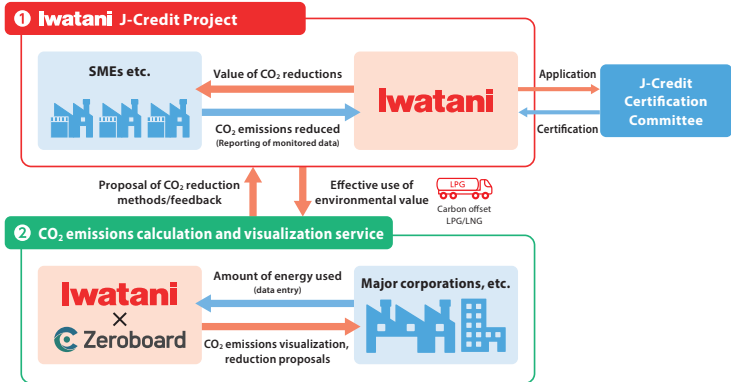 1 Iwatani J-Credit Project
SMEs etc.
Value of CO₂ reductions
CO₂ emissions reduced
(Reporting of monitored data)
Iwatani
Application
Certification
J-Credit
Certification
Committee
Proposal of CO₂ reduction
methods/feedback
Effective use of
environmental value
LPG
Carbon offset
LPG/LNG
2 CO₂ emissions calculation and visualization service
Iwatani
×
Zeroboard
Amount of energy used
(data entry)
CO₂ emissions visualization,
reduction proposals
Major corporations, etc.